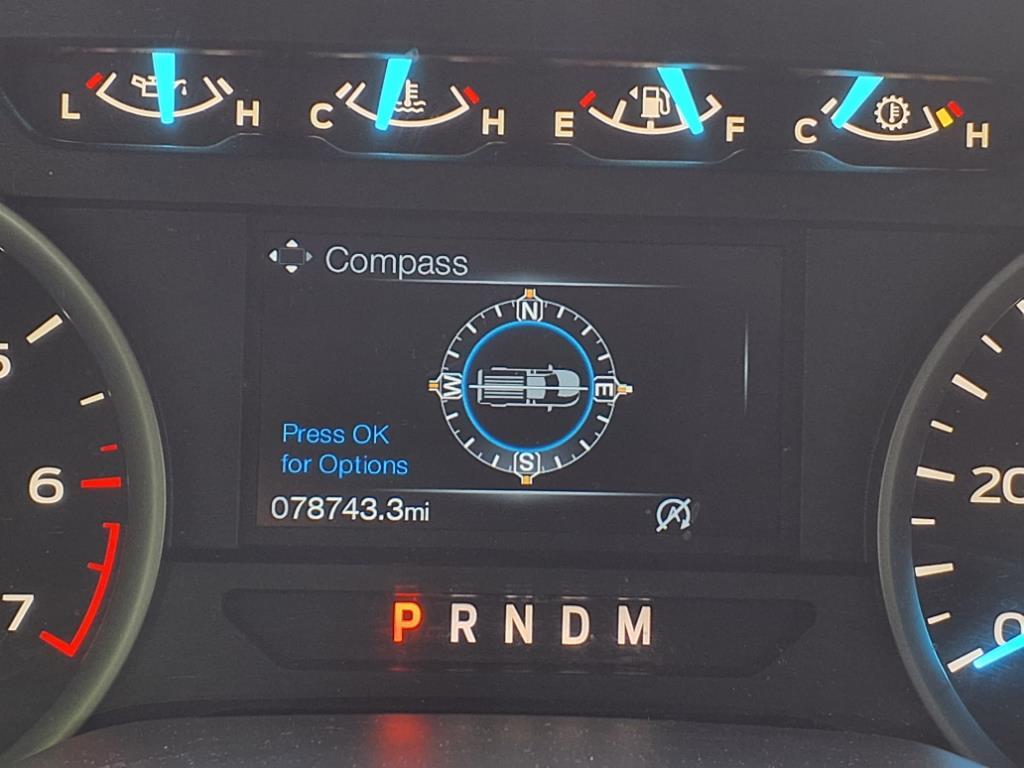 L H C H E F C H
Compass
N
W E
S
5
6
7
Press OK
for Options
078743.3mi
A
20
0
P R N D M